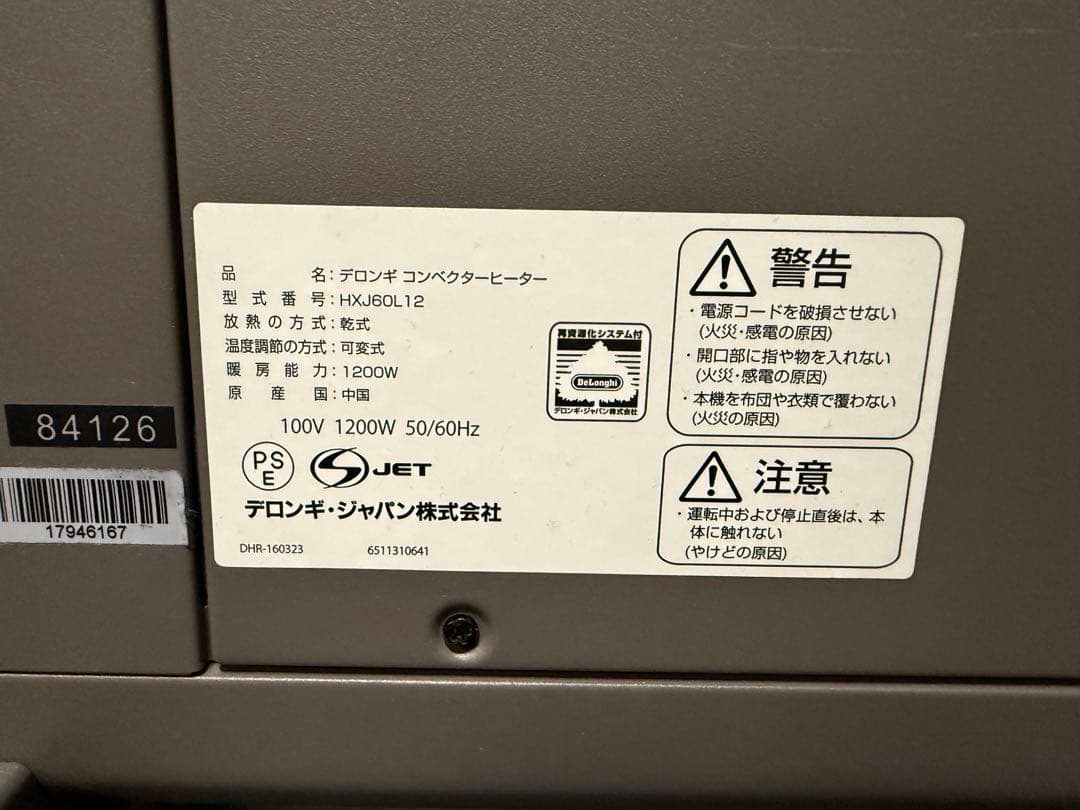 品名：デロンギ コンベクターヒーター
型式番号：HXJ60L12
放熱の方式：乾式
温度調節の方式：可変式
暖房能力：1200W
原産国：中国
100V 1200W 50/60Hz
PSE
S JET
デロンギ・ジャパン株式会社
DHR-160323 6511310641
再資源化システム付
DeLonghi
デロンギ・ジャパン株式会社
警告
・電源コードを破損させない
(火災・感電の原因)
・開口部に指や物を入れない
(火災・感電の原因)
・本機を布団や衣類で覆わない
(火災の原因)
注意
・運転中および停止直後は、本
体に触れない
(やけどの原因)
84126
17946167